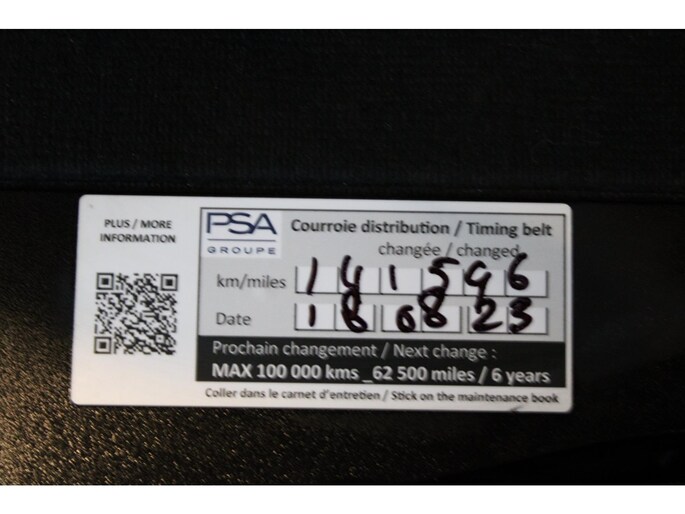 PLUS / MORE
INFORMATION
PSA
GROUPE
Courroie distribution / Timing belt
changée / changed
km/miles 141596
Date 18 08 23
Prochain changement / Next change :
MAX 100 000 kms _62 500 miles / 6 years
Coller dans le carnet d'entretien / Stick on the maintenance book